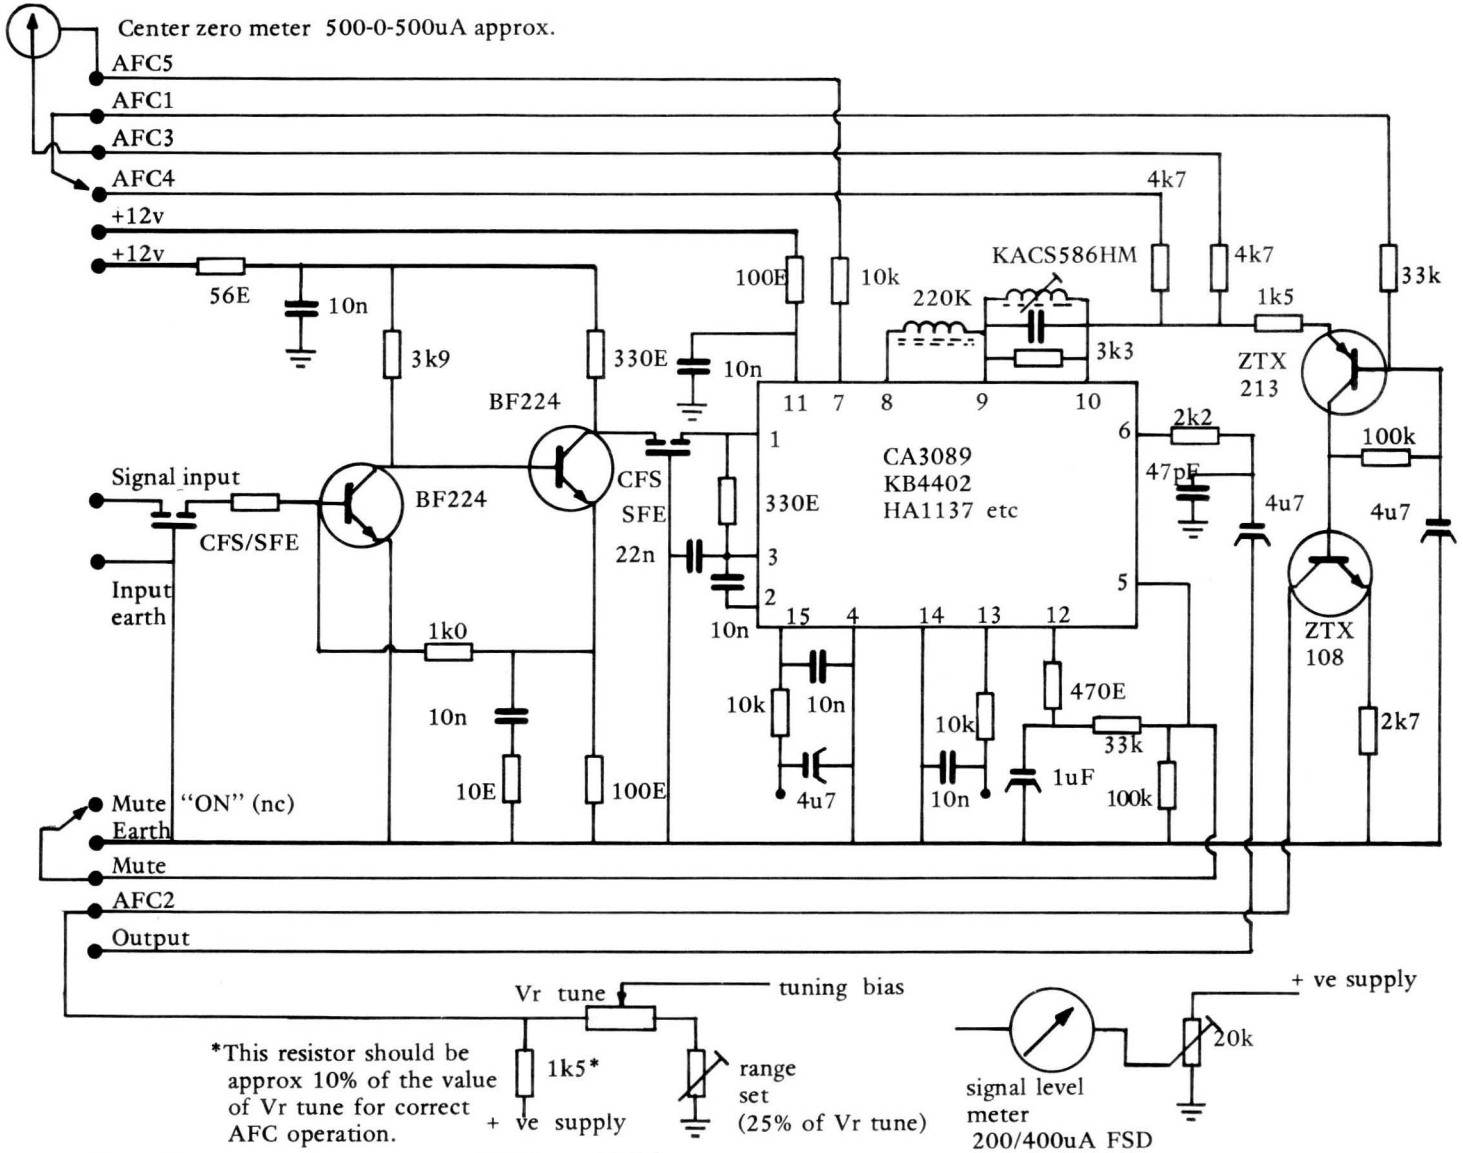 Center zero meter 500-0-500uA approx.
AFC5
AFC1
AFC3
AFC4
4k7
+12v
+12v
KACS586HM
4k7
33k
56E
10n
100E
10k
220K
1k5
3k9
330E
10n
3k3
ZTX
213
BF224
11
7
8
9
10
6
2k2
100k
1
CA3089
KB4402
HA1137 etc
47pF
Signal input
BF224
CFS
SFE
330E
4u7
4u7
CFS/SFE
22n
3
2
5
Input
earth
10n
15
4
14
13
12
ZTX
108
1k0
10n
10k
10n
10k
470E
33k
2k7
10E
100E
4u7
10n
1uF
100k
Mute "ON" (nc)
Earth
Mute
AFC2
Output
Vr tune
tuning bias
+ ve supply
*This resistor should be
approx 10% of the value
of Vr tune for correct
AFC operation.
1k5*
+ ve supply
range
set
(25% of Vr tune)
20k
signal level
meter
200/400uA FSD